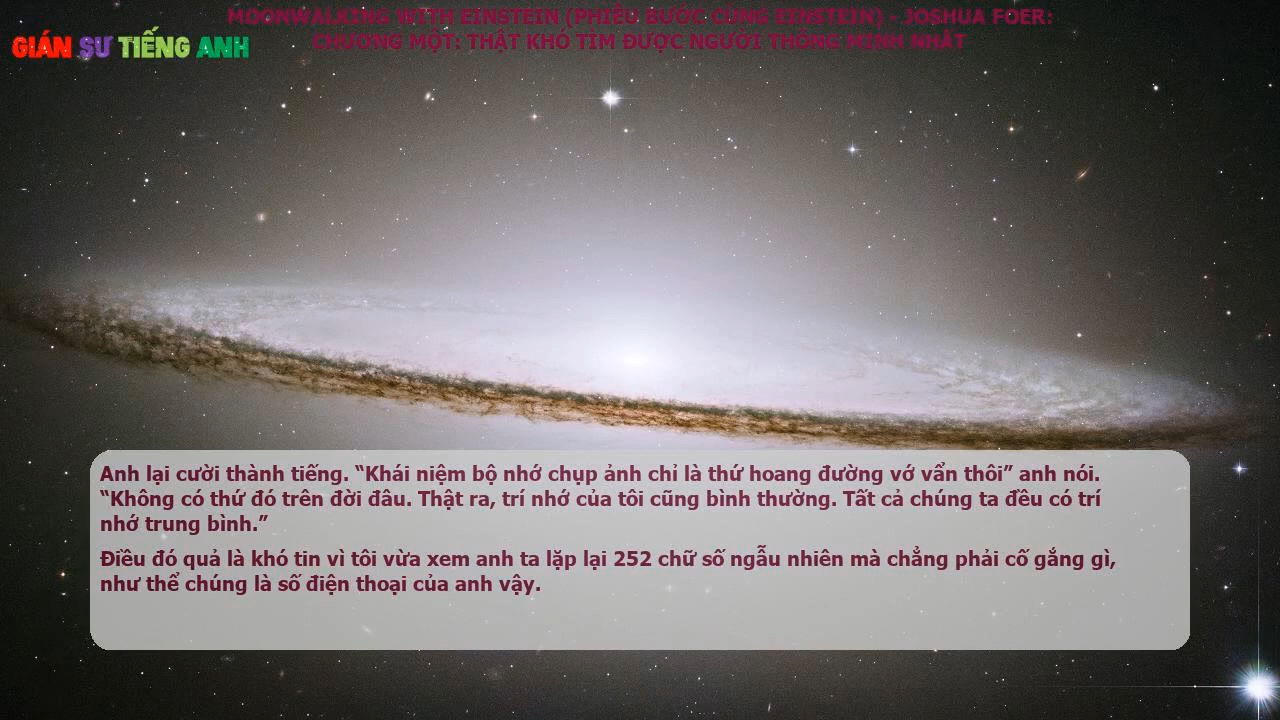 MOONWALKING WITH EINSTEIN (PHIÊU BƯỚC CÙNG EINSTEIN) - JOSHUA FOER:
CHƯƠNG MỘT: THẬT KHÓ TÌM ĐƯỢC NGƯỜI THÔNG MINH NHẤT
GIÁN SƯ TIẾNG ANH
Anh lại cười thành tiếng. “Khái niệm bộ nhớ chụp ảnh chỉ là thứ hoang đường vớ vẩn thôi” anh nói.
“Không có thứ đó trên đời đâu. Thật ra, trí nhớ của tôi cũng bình thường. Tất cả chúng ta đều có trí
nhớ trung bình.”
Điều đó quả là khó tin vì tôi vừa xem anh ta lặp lại 252 chữ số ngẫu nhiên mà chẳng phải cố gắng gì,
như thể chúng là số điện thoại của anh vậy.